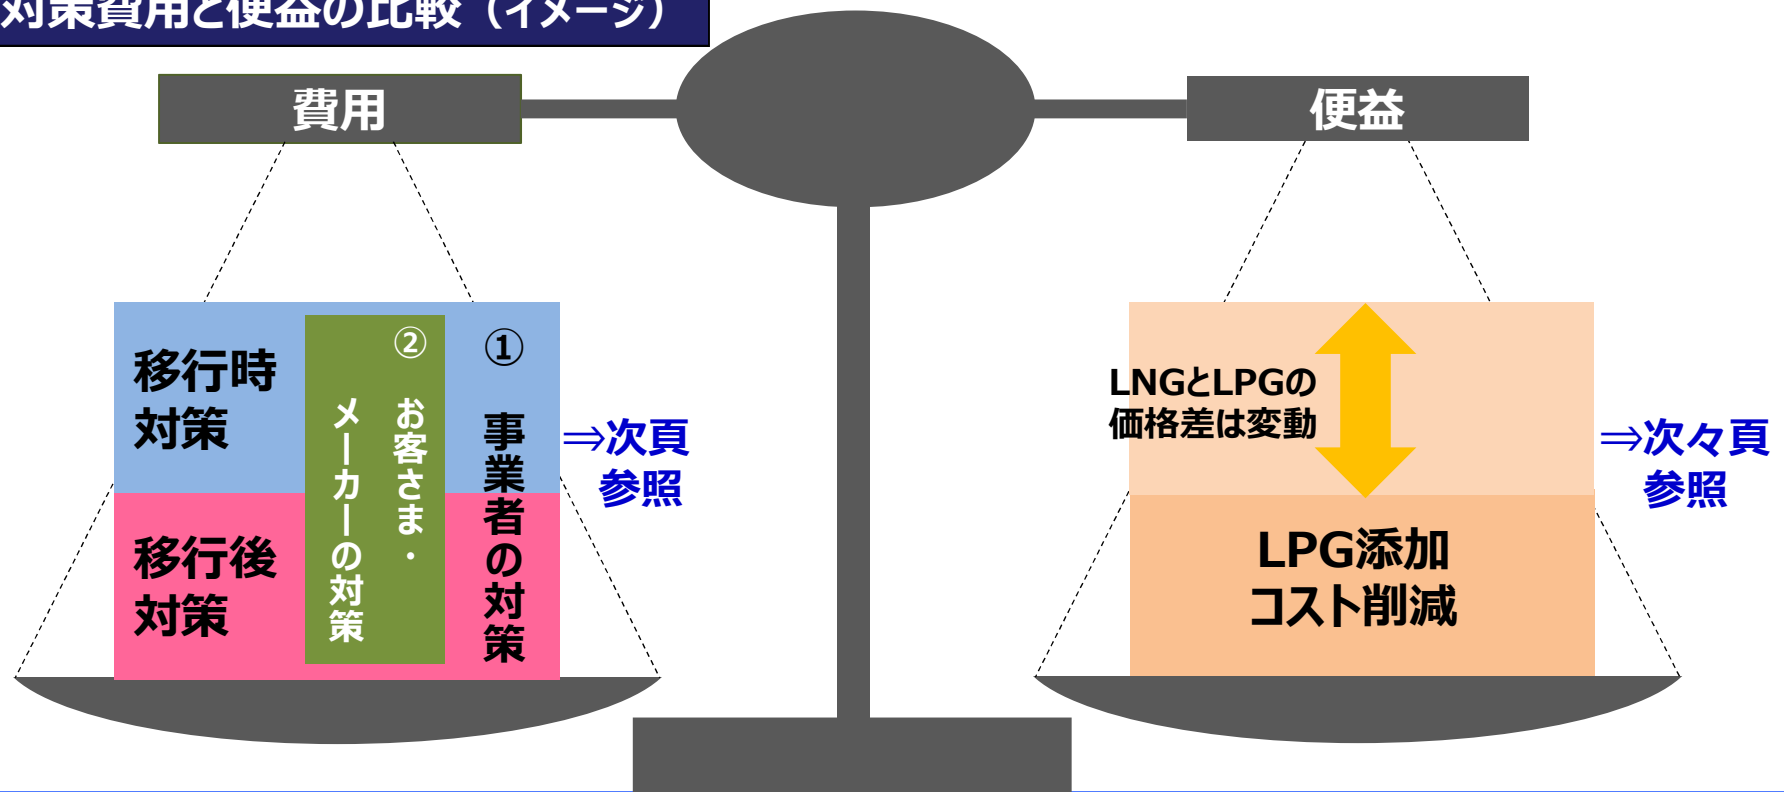 対策費用と便益の比較（イメージ）
費用
便益
移行時
対策
移行後
対策
① 事業者の対策
② お客さま・
メーカーの対策
⇒次頁
参照
LNGとLPGの
価格差は変動
LPG添加
コスト削減
⇒次々頁
参照